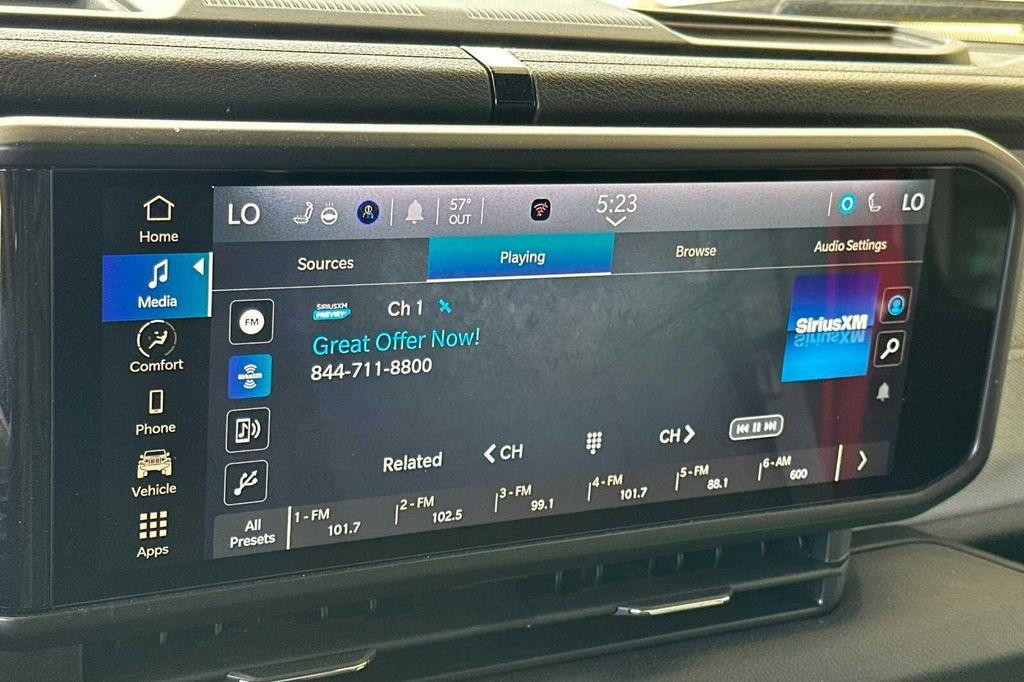 LO
57°
OUT
5:23
LO
Home
Media
Comfort
Phone
Vehicle
Apps
Sources
Playing
Browse
Audio Settings
FM
SIRIUSXM
PREVIEW
Ch 1
Great Offer Now!
844-711-8800
SiriusXM
SiriusXM
Related
CH
CH
All
Presets
1-FM
101.7
2-FM
102.5
3-FM
99.1
4-FM
101.7
5-FM
88.1
6-AM
600